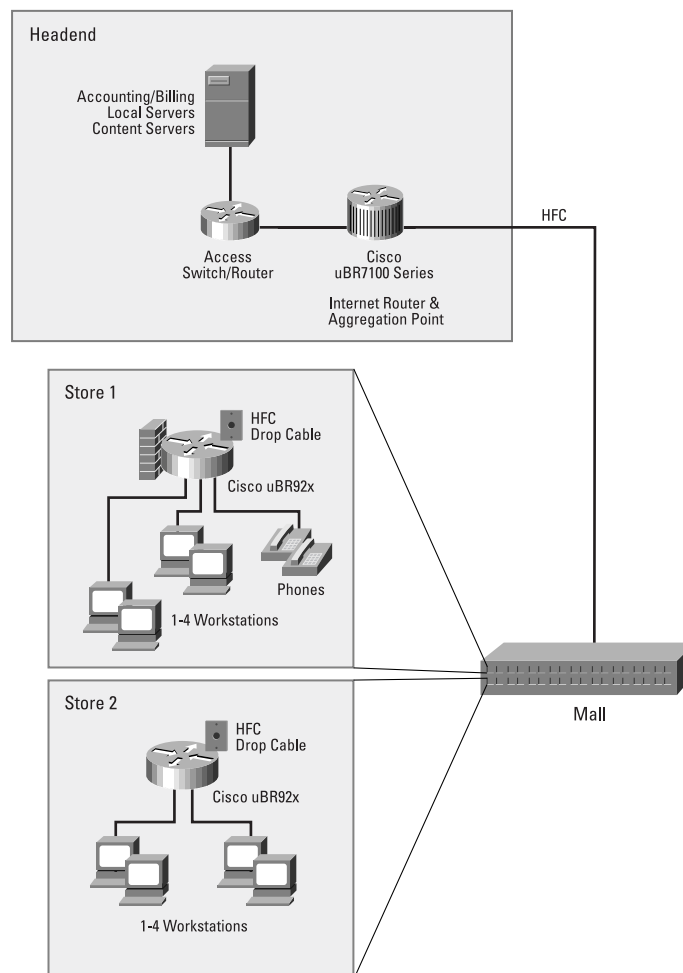 Headend
Accounting/Billing
Local Servers
Content Servers
Access
Switch/Router
Cisco
uBR7100 Series
Internet Router &
Aggregation Point
HFC
Store 1
HFC
Drop Cable
Cisco uBR92x
Phones
1-4 Workstations
Mall
Store 2
HFC
Drop Cable
Cisco uBR92x
1-4 Workstations